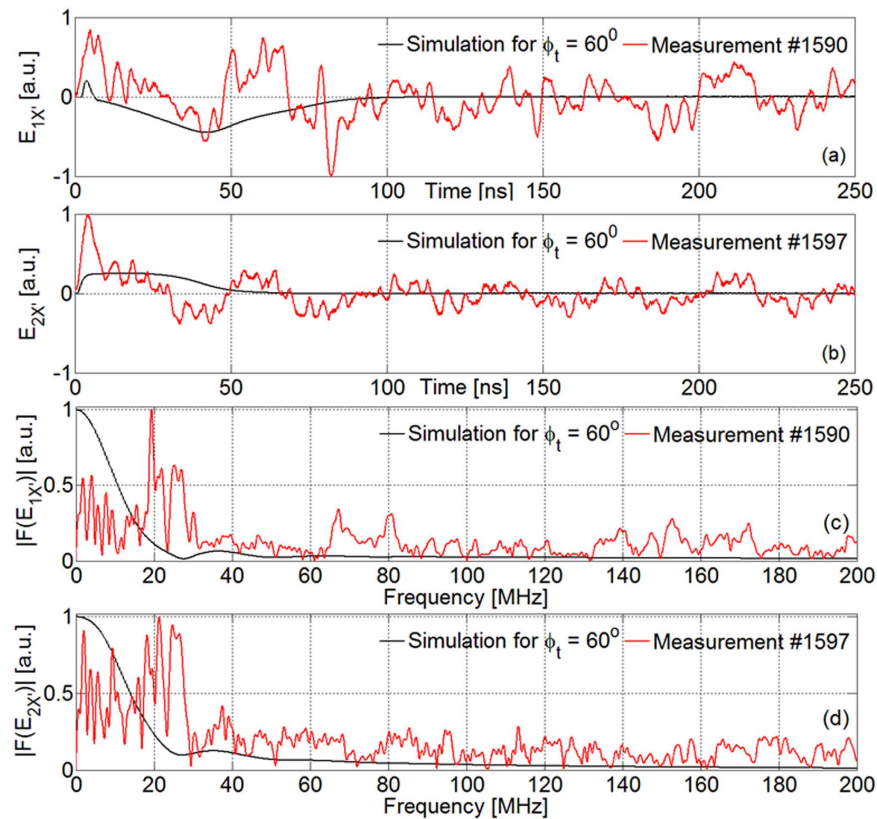 1
Simulation for ϕt = 60⁰ Measurement #1590
E1X' [a.u.]
0
(a)
-1
0 50 100 Time [ns] 150 200 250
1
Simulation for ϕt = 60⁰ Measurement #1597
E2X' [a.u.]
0
(b)
-1
0 50 100 Time [ns] 150 200 250
1
Simulation for ϕt = 60° Measurement #1590
|F(E1X')| [a.u.]
0.5
(c)
0
0 20 40 60 80 100 120 140 160 180 200
Frequency [MHz]
1
Simulation for ϕt = 60° Measurement #1597
|F(E2X')| [a.u.]
0.5
(d)
0
0 20 40 60 80 100 120 140 160 180 200
Frequency [MHz]